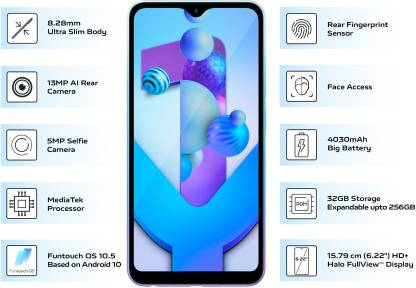 8.28mm
Ultra Slim Body
13MP AI Rear
Camera
5MP Selfie
Camera
MediaTek
Processor
Funtouch OS
Funtouch OS 10.5
Based on Android 10
Rear Fingerprint
Sensor
Face Access
4030mAh
Big Battery
ROM
32GB Storage
Expandable upto 256GB
6.22"
15.79 cm (6.22") HD+
Halo FullView™ Display